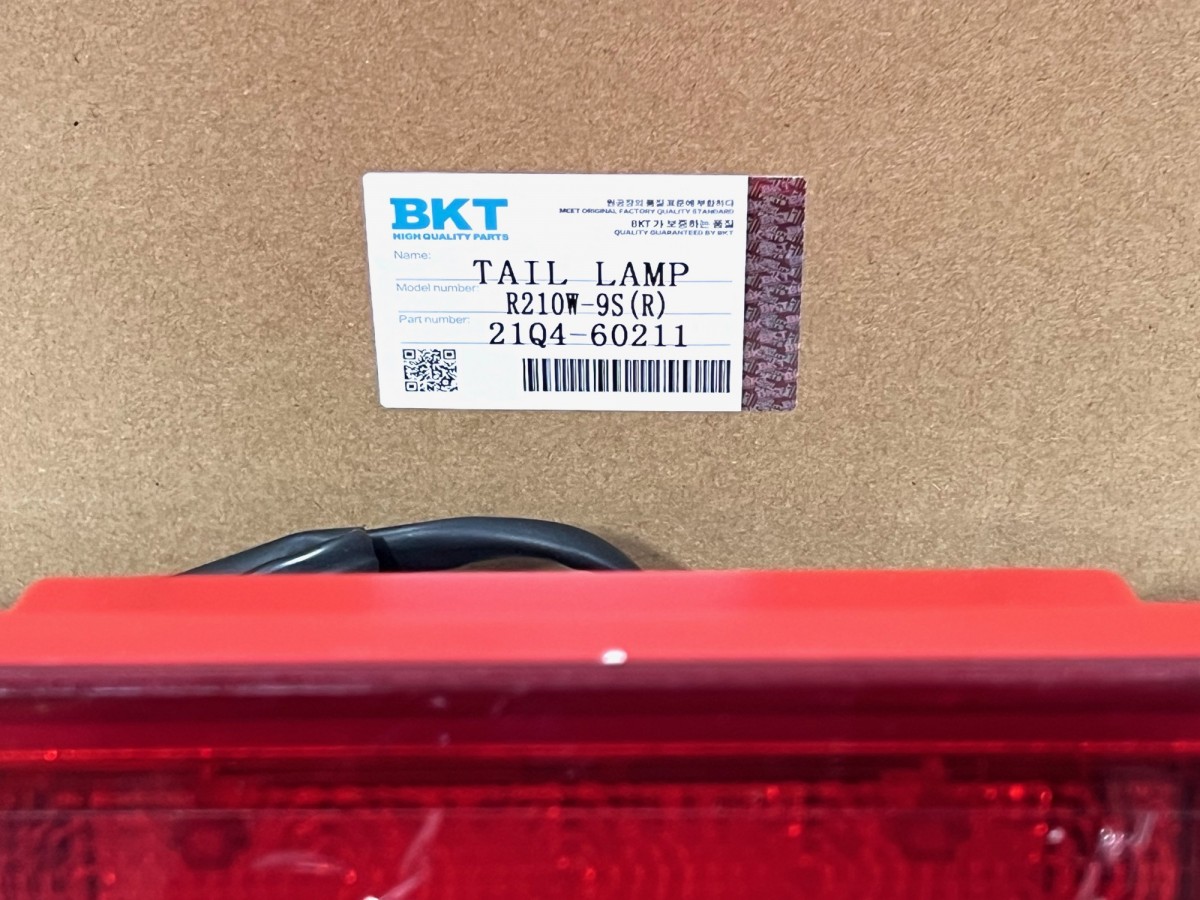 BKT
HIGH QUALITY PARTS
원공장의 품질 표준에 부합하다
MEET ORIGINAL FACTORY QUALITY STANDARD
BKT가 보증하는 품질
QUALITY GUARANTEED BY BKT
Name: TAIL LAMP
Model number: R210W-9S(R)
Part number: 21Q4-60211